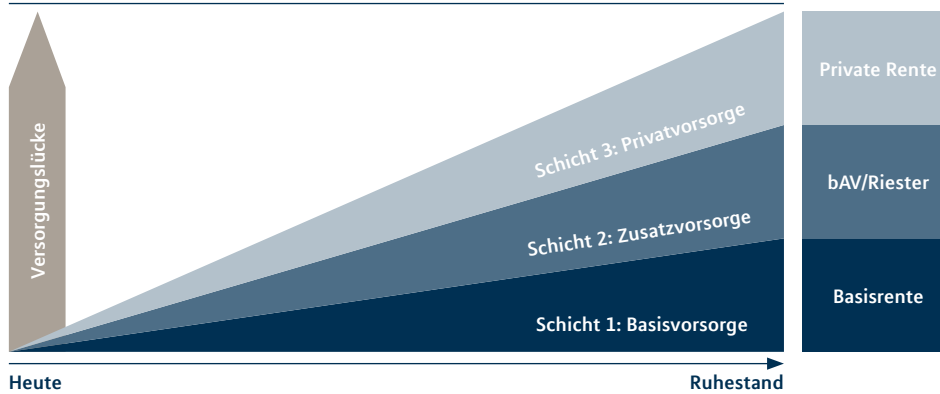 Versorgungslücke
Schicht 3: Privatvorsorge
Schicht 2: Zusatzvorsorge
Schicht 1: Basisvorsorge
Private Rente
bAV/Riester
Basisrente
Heute
Ruhestand